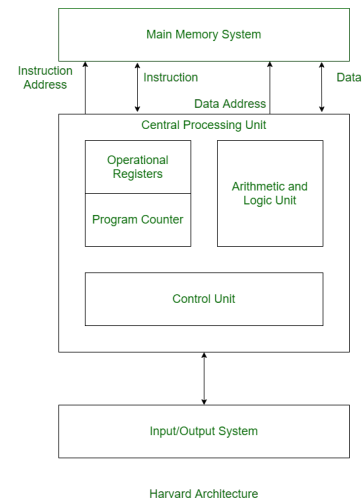 Main Memory System
Instruction
Address
Instruction
Data Address
Data
Central Processing Unit
Operational
Registers
Program Counter
Arithmetic and
Logic Unit
Control Unit
Input/Output System
Harvard Architecture